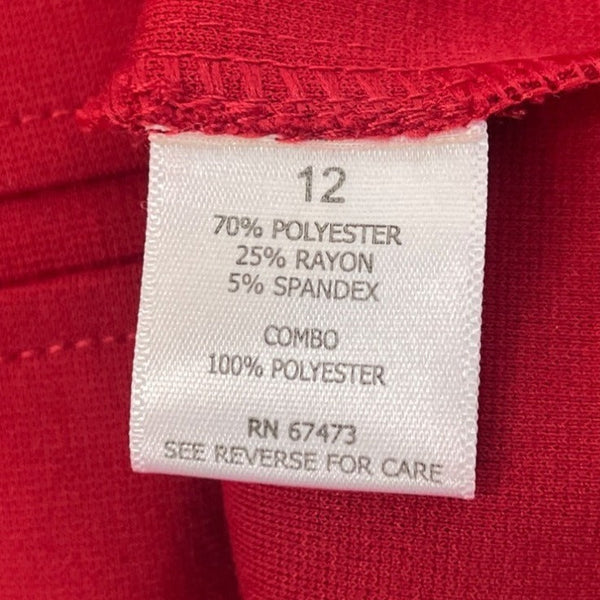 12
70% POLYESTER
25% RAYON
5% SPANDEX
COMBO
100% POLYESTER
RN 67473
SEE REVERSE FOR CARE